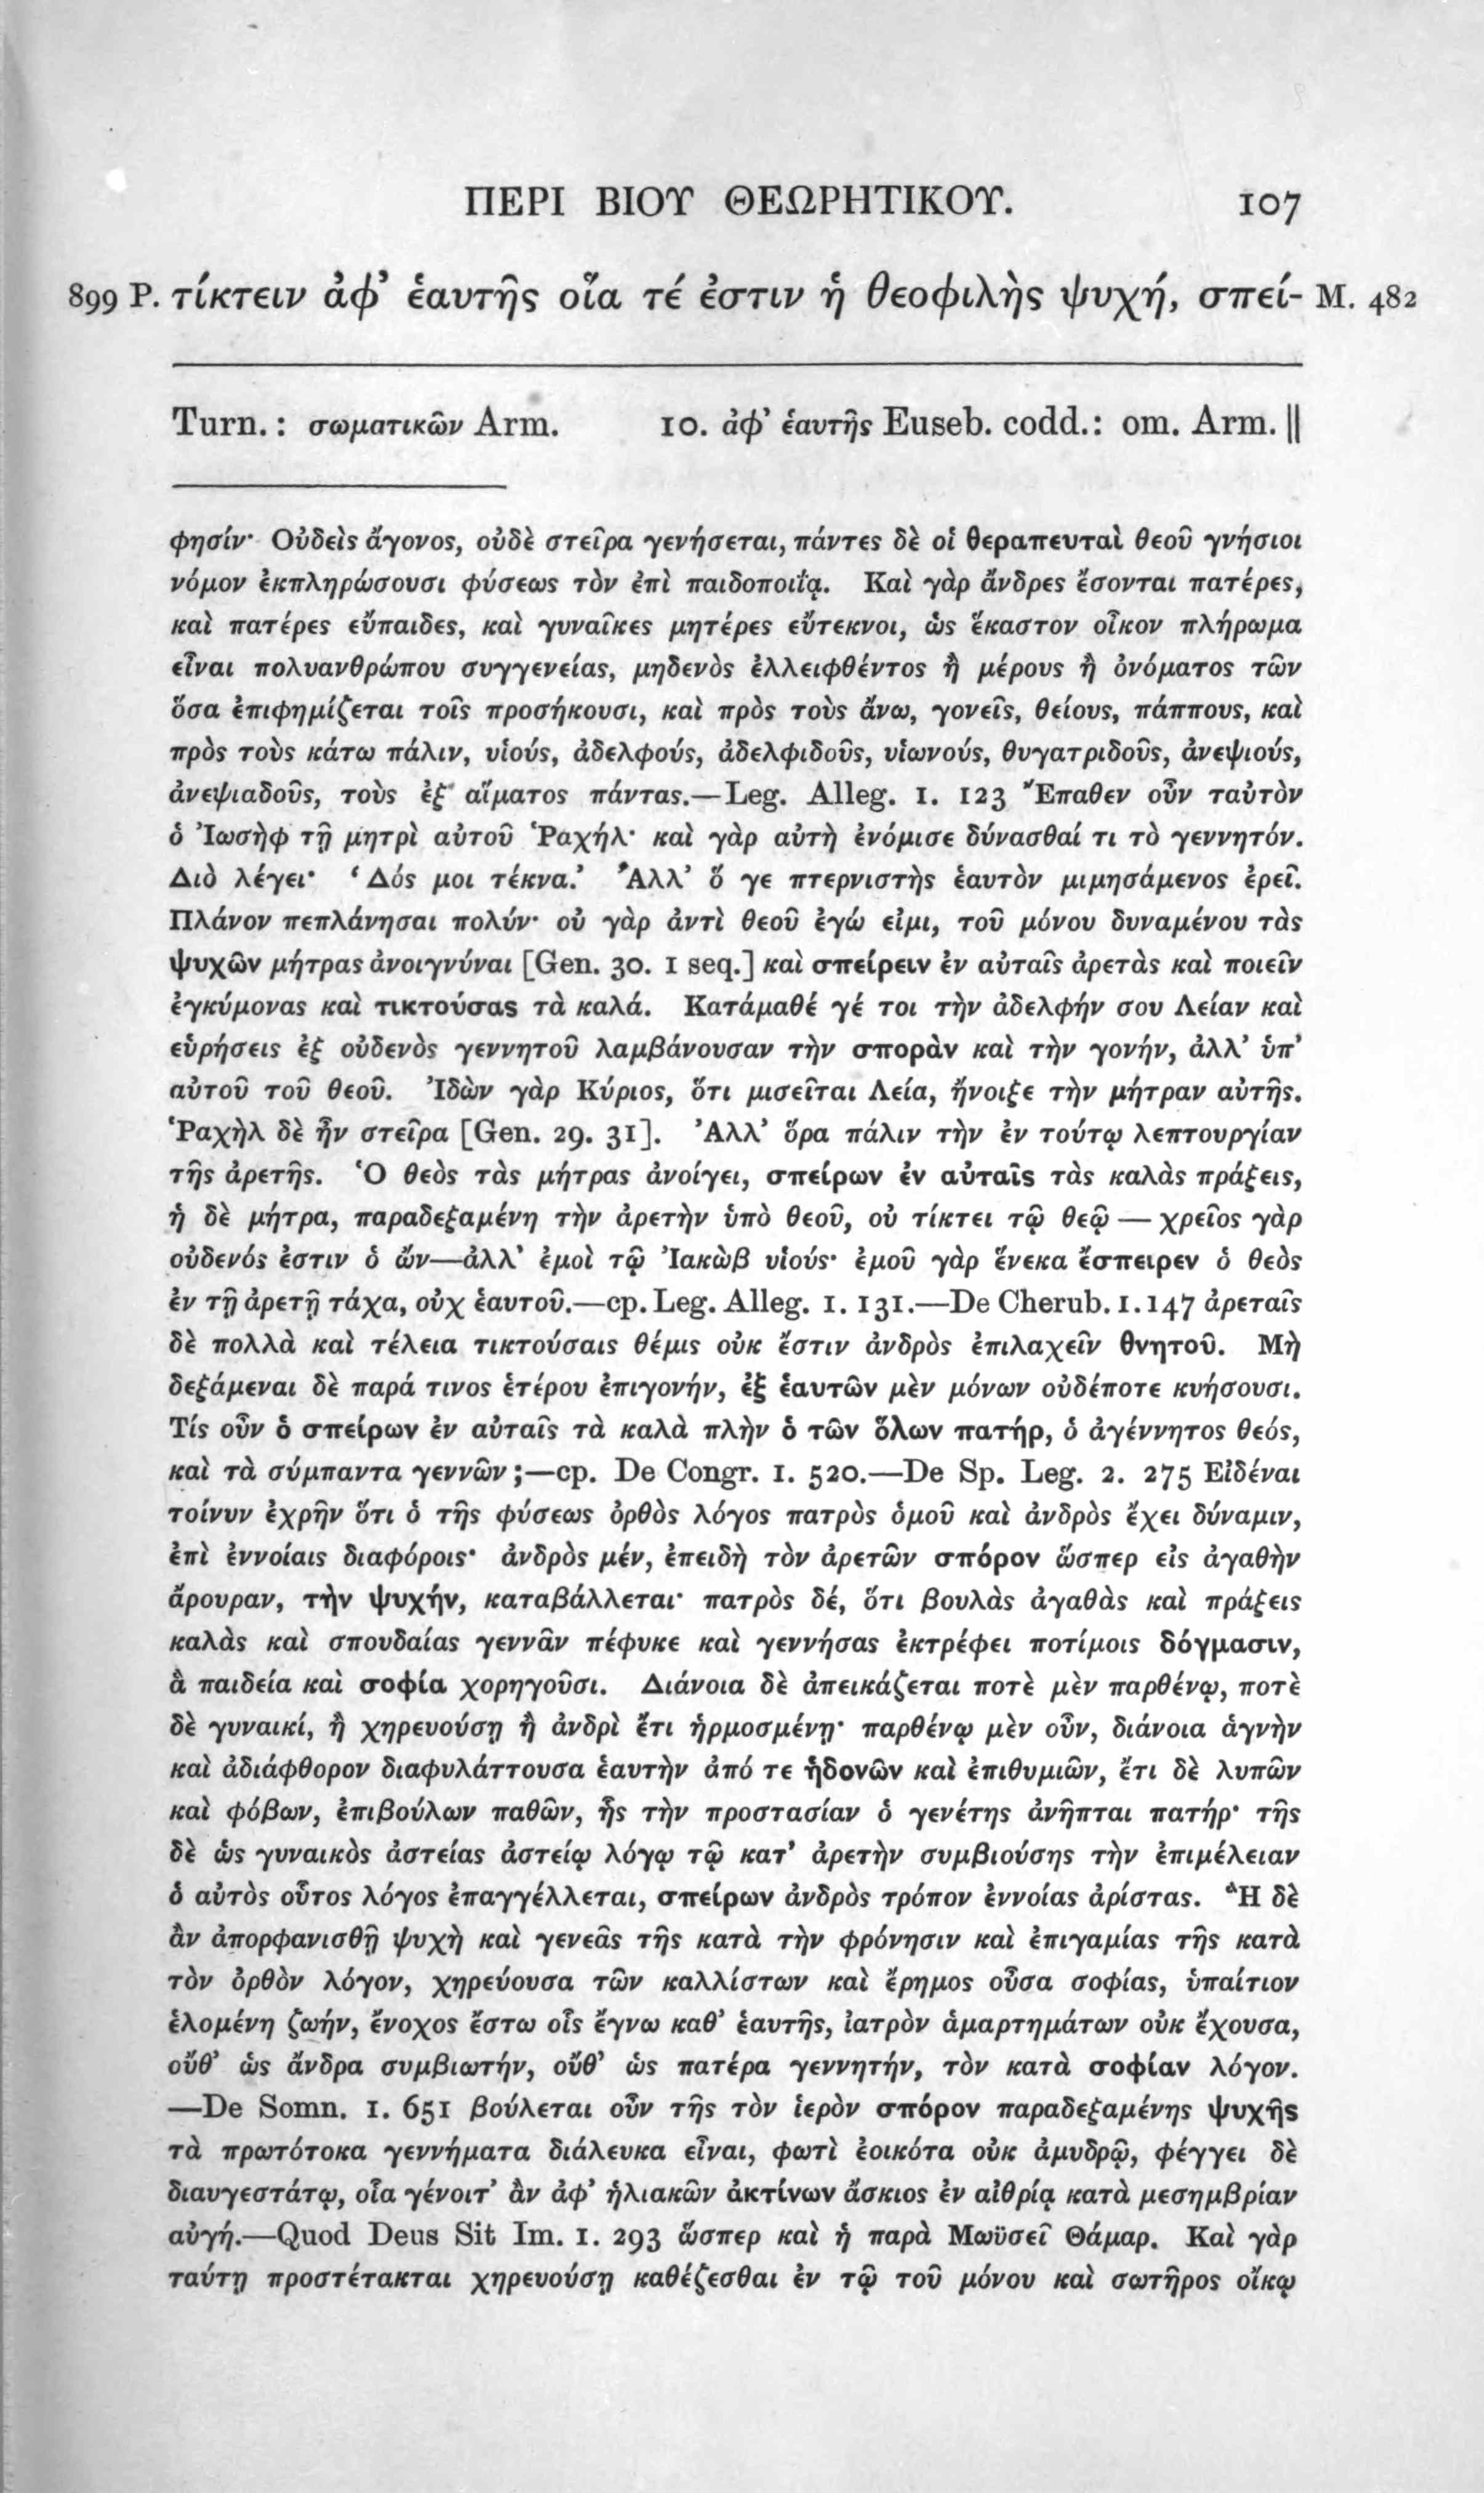 ΠΕΡΙ ΒΙΟΥ ΘΕΩΡΗΤΙΚΟΥ. 107
899 P. τίκτειν ἀφ’ ἑαυτῆς οἵα τέ ἐστιν ἡ θεοφιλὴς ψυχή, σπεί- M. 482
Turn. : σωματικῶν Arm. 10. ἀφ’ ἑαυτῆς Euseb. codd. : om. Arm. ||
φησίν· Οὐδεὶς ἄγονος, οὐδὲ στεῖρα γενήσεται, πάντες δὲ οἱ θεραπευταὶ θεοῦ γνήσιοι
νόμον ἐκπληρώσουσι φύσεως τὸν ἐπὶ παιδοποιΐᾳ. Καὶ γὰρ ἄνδρες ἔσονται πατέρες,
καὶ πατέρες εὔπαιδες, καὶ γυναῖκες μητέρες εὔτεκνοι, ὡς ἕκαστον οἶκον πλήρωμα
εἶναι πολυανθρώπου συγγενείας, μηδενὸς ἐλλειφθέντος ἢ μέρους ἢ ὀνόματος τῶν
ὅσα ἐπιφημίζεται τοῖς προσήκουσι, καὶ πρὸς τοὺς ἄνω, γονεῖς, θείους, πάππους, καὶ
πρὸς τοὺς κάτω πάλιν, υἱούς, ἀδελφούς, ἀδελφιδοῦς, υἱωνούς, θυγατριδοῦς, ἀνεψιούς,
ἀνεψιαδοῦς, τοὺς ἐξ αἵματος πάντας.—Leg. Alleg. 1. 123 Ἔπαθεν οὖν ταὐτὸν
ὁ Ἰωσὴφ τῇ μητρὶ αὐτοῦ Ῥαχήλ· καὶ γὰρ αὐτὴ ἐνόμισε δύνασθαί τι τὸ γεννητόν.
Διὸ λέγει· ‘Δός μοι τέκνα.’ Ἀλλ’ ὅ γε πτερνιστὴς ἑαυτὸν μιμησάμενος ἐρεῖ.
Πλάνον πεπλάνησαι πολύν· οὐ γὰρ ἀντὶ θεοῦ ἐγώ εἰμι, τοῦ μόνου δυναμένου τὰς
ψυχῶν μήτρας ἀνοιγνύναι [Gen. 30. 1 seq.] καὶ σπείρειν ἐν αὐταῖς ἀρετὰς καὶ ποιεῖν
ἐγκύμονας καὶ τικτούσας τὰ καλά. Κατάμαθέ γέ τοι τὴν ἀδελφήν σου Λείαν καὶ
εὑρήσεις ἐξ οὐδενὸς γεννητοῦ λαμβάνουσαν τὴν σπορὰν καὶ τὴν γονήν, ἀλλ’ ὑπ’
αὐτοῦ τοῦ θεοῦ. Ἰδὼν γὰρ Κύριος, ὅτι μισεῖται Λεία, ἤνοιξε τὴν μήτραν αὐτῆς.
Ῥαχὴλ δὲ ἦν στεῖρα [Gen. 29. 31]. Ἀλλ’ ὅρα πάλιν τὴν ἐν τούτῳ λεπτουργίαν
τῆς ἀρετῆς. Ὁ θεὸς τὰς μήτρας ἀνοίγει, σπείρων ἐν αὐταῖς τὰς καλὰς πράξεις,
ἡ δὲ μήτρα, παραδεξαμένη τὴν ἀρετὴν ὑπὸ θεοῦ, οὐ τίκτει τῷ θεῷ — χρεῖος γὰρ
οὐδενός ἐστιν ὁ ὤν—ἀλλ’ ἐμοὶ τῷ Ἰακὼβ υἱούς· ἐμοῦ γὰρ ἕνεκα ἔσπειρεν ὁ θεὸς
ἐν τῇ ἀρετῇ τάχα, οὐχ ἑαυτοῦ.—cp. Leg. Alleg. 1. 131.—De Cherub. 1. 147 ἀρεταῖς
δὲ πολλὰ καὶ τέλεια τικτούσαις θέμις οὐκ ἔστιν ἀνδρὸς ἐπιλαχεῖν θνητοῦ. Μὴ
δεξάμεναι δὲ παρά τινος ἑτέρου ἐπιγονήν, ἐξ ἑαυτῶν μὲν μόνων οὐδέποτε κυήσουσι.
Τίς οὖν ὁ σπείρων ἐν αὐταῖς τὰ καλὰ πλὴν ὁ τῶν ὅλων πατήρ, ὁ ἀγέννητος θεός,
καὶ τὰ σύμπαντα γεννῶν ;—cp. De Congr. 1. 520.—De Sp. Leg. 2. 275 Εἰδέναι
τοίνυν ἐχρῆν ὅτι ὁ τῆς φύσεως ὀρθὸς λόγος πατρὸς ὁμοῦ καὶ ἀνδρὸς ἔχει δύναμιν,
ἐπὶ ἐννοίαις διαφόροις· ἀνδρὸς μέν, ἐπειδὴ τὸν ἀρετῶν σπόρον ὥσπερ εἰς ἀγαθὴν
ἄρουραν, τὴν ψυχήν, καταβάλλεται· πατρὸς δέ, ὅτι βουλὰς ἀγαθὰς καὶ πράξεις
καλὰς καὶ σπουδαίας γεννᾶν πέφυκε καὶ γεννήσας ἐκτρέφει ποτίμοις δόγμασιν,
ἃ παιδεία καὶ σοφία χορηγοῦσι. Διάνοια δὲ ἀπεικάζεται ποτὲ μὲν παρθένῳ, ποτὲ
δὲ γυναικί, ἢ χηρευούσῃ ἢ ἀνδρὶ ἔτι ἡρμοσμένῃ· παρθένῳ μὲν οὖν, διάνοια ἁγνὴν
καὶ ἀδιάφθορον διαφυλάττουσα ἑαυτὴν ἀπό τε ἡδονῶν καὶ ἐπιθυμιῶν, ἔτι δὲ λυπῶν
καὶ φόβων, ἐπιβούλων παθῶν, ἧς τὴν προστασίαν ὁ γενέτης ἀνῆπται πατήρ· τῆς
δὲ ὡς γυναικὸς ἀστείας ἀστείῳ λόγῳ τῷ κατ’ ἀρετὴν συμβιούσης τὴν ἐπιμέλειαν
ὁ αὐτὸς οὗτος λόγος ἐπαγγέλλεται, σπείρων ἀνδρὸς τρόπον ἐννοίας ἀρίστας. Ἣ δὲ
ἂν ἀπορφανισθῇ ψυχὴ καὶ γενεᾶς τῆς κατὰ τὴν φρόνησιν καὶ ἐπιγαμίας τῆς κατὰ
τὸν ὀρθὸν λόγον, χηρεύουσα τῶν καλλίστων καὶ ἔρημος οὖσα σοφίας, ὑπαίτιον
ἑλομένη ζωήν, ἔνοχος ἔστω οἷς ἔγνω καθ’ ἑαυτῆς, ἰατρὸν ἁμαρτημάτων οὐκ ἔχουσα,
οὔθ’ ὡς ἄνδρα συμβιωτήν, οὔθ’ ὡς πατέρα γεννητήν, τὸν κατὰ σοφίαν λόγον.
—De Somn. 1. 651 βούλεται οὖν τῆς τὸν ἱερὸν σπόρον παραδεξαμένης ψυχῆς
τὰ πρωτότοκα γεννήματα διάλευκα εἶναι, φωτὶ ἐοικότα οὐκ ἀμυδρῷ, φέγγει δὲ
διαυγεστάτῳ, οἵα γένοιτ’ ἂν ἀφ’ ἡλιακῶν ἀκτίνων ἄσκιος ἐν αἰθρίᾳ κατὰ μεσημβρίαν
αὐγή.—Quod Deus Sit Im. 1. 293 ὥσπερ καὶ ἡ παρὰ Μωϋσεῖ Θάμαρ. Καὶ γὰρ
ταύτῃ προστέτακται χηρευούσῃ καθέζεσθαι ἐν τῷ τοῦ μόνου καὶ σωτῆρος οἴκῳ